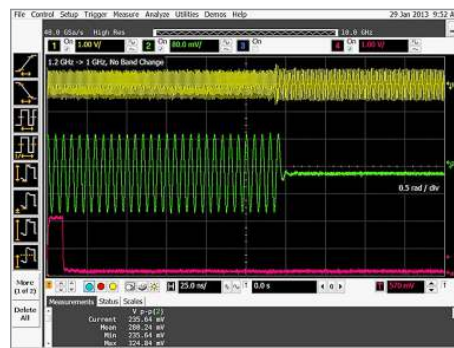 File Control Setup Trigger Measure Analyze Utilities Demos Help 29 Jan 2013 9:52 A
40.0 GSa/s High Res 10.0 GHz
1 1.00 V/ 2 On 80.0 mV/ 3 On 4 On 1.00 V/
1.2 GHz -> 1 GHz, No Band Change
0.5 rad / div
More
(1 of 2)
Delete
All
H 25.0 ns/ 0.0 s 0 T 570 mV
Measurements Status Scales
V p-p(2)
Current 235.64 mV
Mean 280.24 mV
Min 235.64 mV
Max 324.84 mV